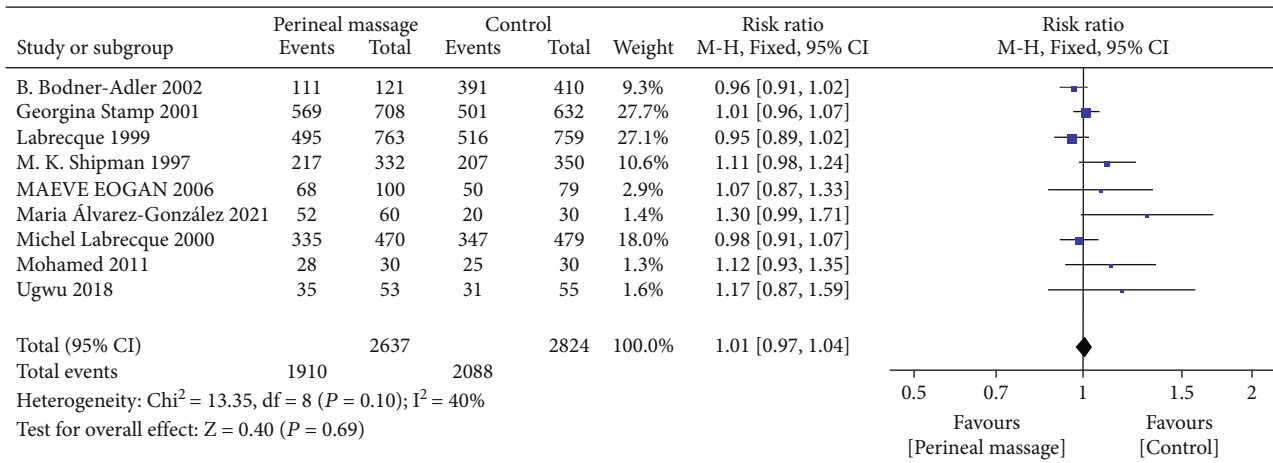 Perineal massage Control Risk ratio Risk ratio
Study or subgroup Events Total Events Total Weight M-H, Fixed, 95% CI M-H, Fixed, 95% CI
B. Bodner-Adler 2002 111 121 391 410 9.3% 0.96 [0.91, 1.02]
Georgina Stamp 2001 569 708 501 632 27.7% 1.01 [0.96, 1.07]
Labrecque 1999 495 763 516 759 27.1% 0.95 [0.89, 1.02]
M. K. Shipman 1997 217 332 207 350 10.6% 1.11 [0.98, 1.24]
MAEVE EOGAN 2006 68 100 50 79 2.9% 1.07 [0.87, 1.33]
Maria Álvarez-González 2021 52 60 20 30 1.4% 1.30 [0.99, 1.71]
Michel Labrecque 2000 335 470 347 479 18.0% 0.98 [0.91, 1.07]
Mohamed 2011 28 30 25 30 1.3% 1.12 [0.93, 1.35]
Ugwu 2018 35 53 31 55 1.6% 1.17 [0.87, 1.59]
Total (95% CI) 2637 2824 100.0% 1.01 [0.97, 1.04]
Total events 1910 2088
Heterogeneity: Chi² = 13.35, df = 8 (P = 0.10); I² = 40%
Test for overall effect: Z = 0.40 (P = 0.69)
0.5 0.7 1 1.5 2
Favours Favours
[Perineal massage] [Control]